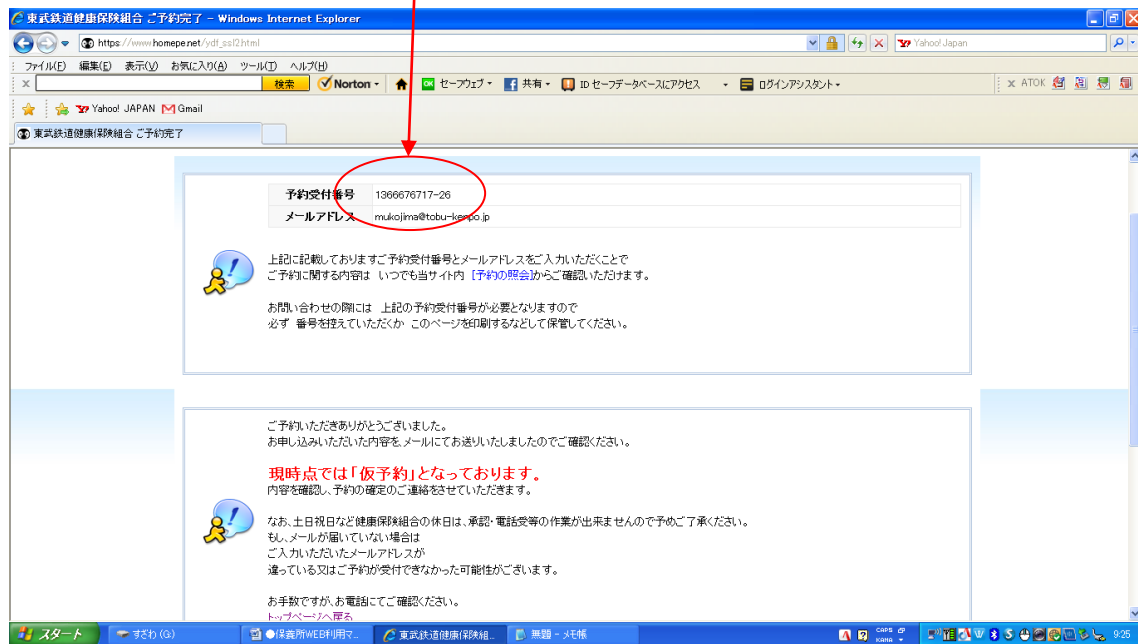 東武鉄道健康保険組合 ご予約完了 - Windows Internet Explorer
https://www.homepe.net/ydf_ssl2.html
Yahoo! Japan
ファイル(F) 編集(E) 表示(V) お気に入り(A) ツール(T) ヘルプ(H)
x 検索 Norton OK セーフウェブ 共有 ID セーフデータベースにアクセス ログインアシスタント x ATOK
Yahoo! JAPAN Gmail
東武鉄道健康保険組合 ご予約完了
予約受付番号 1366676717-26
メールアドレス mukojima@tobu-kenpo.jp
上記に記載しておりますご予約受付番号とメールアドレスをご入力いただくことで
ご予約に関する内容は いつでも当サイト内 [予約の照会]からご確認いただけます。
お問い合わせの際には 上記の予約受付番号が必要となりますので
必ず 番号を控えていただくか このページを印刷するなどして保管してください。
ご予約いただきありがとうございました。
お申し込みいただいた内容を、メールにてお送りいたしましたのでご確認ください。
現時点では「仮予約」となっております。
内容を確認し、予約の確定のご連絡をさせていただきます。
なお、土日祝日など健康保険組合の休日は、承認・電話受等の作業が出来ませんので予めご了承ください。
もし、メールが届いていない場合は
ご入力いただいたメールアドレスが
違っている又はご予約が受付できなかった可能性がございます。
お手数ですが、お電話にてご確認ください。
トップページへ戻る
スタート すざわ (G) ●保養所WEB利用マ... 東武鉄道健康保険組... 無題 - メモ帳 A CAPS KANA 9:25